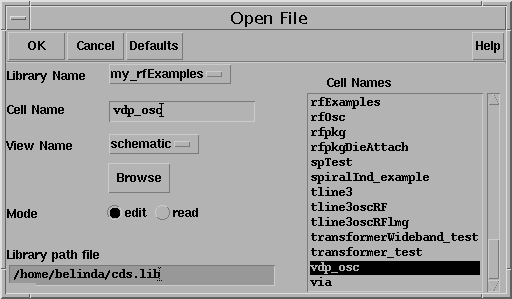 Open File
OK Cancel Defaults Help
Library Name my_rfExamples
Cell Name vdp_osc
View Name schematic
Browse
Mode edit read
Library path file
/home/belinda/cds.lib
Cell Names
rfExamples
rfOsc
rfpkg
rfpkgDieAttach
spTest
spiralInd_example
tline3
tline3oscRF
tline3oscRFlmg
transformerWideband_test
transformer_test
vdp_osc
via